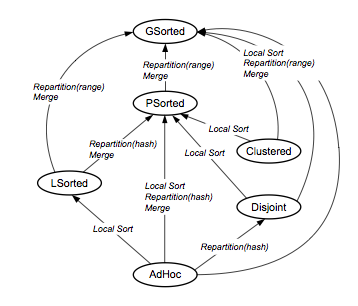 GSorted
Local Sort
Repartition(range)
Merge
Repartition(range)
Merge
Repartition(range)
Merge
PSorted
Repartition(hash)
Merge
Local Sort
Clustered
Local Sort
LSorted
Local Sort
Repartition(hash)
Merge
Disjoint
Local Sort
Repartition(hash)
AdHoc